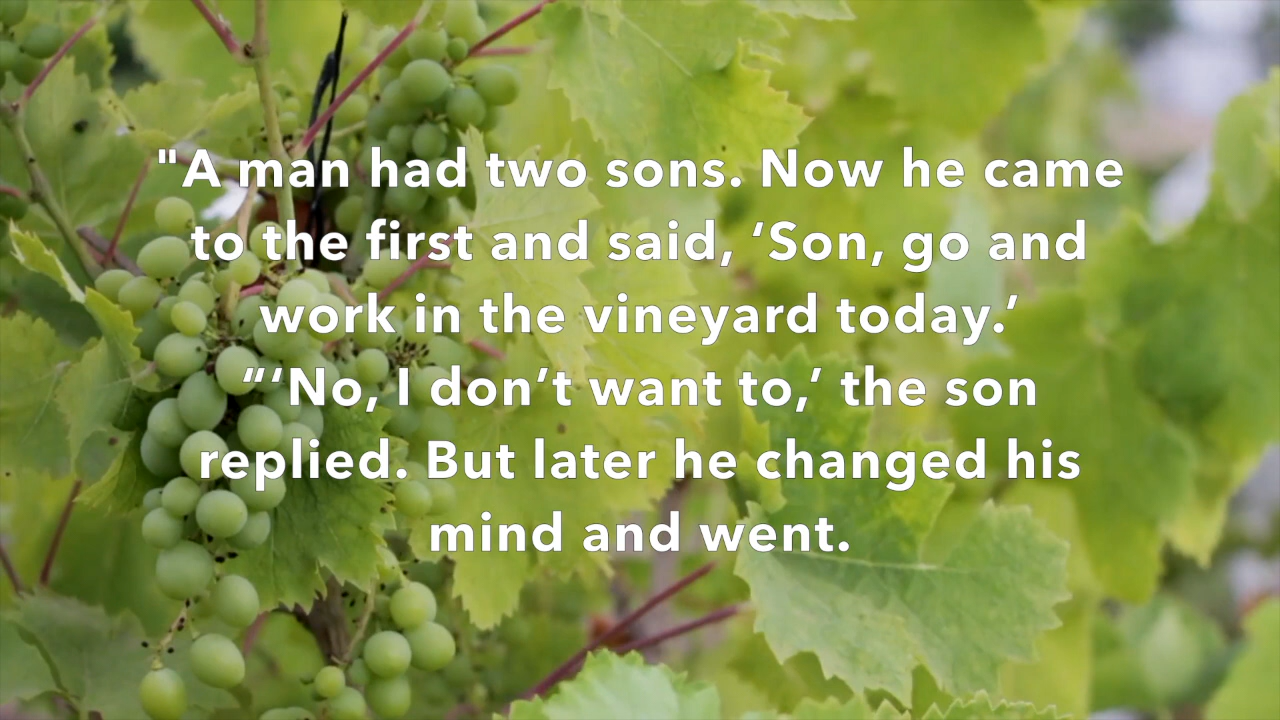 "A man had two sons. Now he came
to the first and said, ‘Son, go and
work in the vineyard today.’
“‘No, I don’t want to,’ the son
replied. But later he changed his
mind and went.